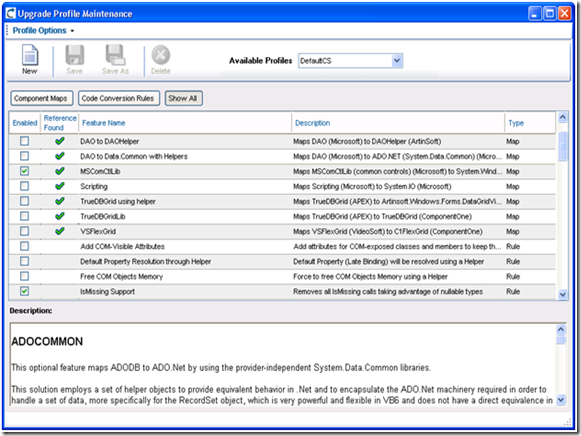 Upgrade Profile Maintenance
Profile Options
New Save Save As Delete Available Profiles DefaultCS
Component Maps Code Conversion Rules Show All
Enabled Reference Found Feature Name Description Type
DAO to DAOHelper Maps DAO (Microsoft) to DAOHelper (ArtinSoft) Map
DAO to Data.Common with Helpers Maps DAO (Microsoft) to ADO.NET (System.Data.Common) (Micro... Map
MSComCtlLib Maps MSComCtlLib (common controls) (Microsoft) to System.Wind... Map
Scripting Maps Scripting (Microsoft) to System.IO (Microsoft) Map
TrueDBGrid using helper Maps TrueDBGrid (APEX) to Artinsoft.Windows.Forms.DataGridVi... Map
TrueDBGridLib Maps TrueDBGrid (APEX) to TrueDBGrid (ComponentOne) Map
VSFlexGrid Maps VSFlexGrid (VideoSoft) to C1FlexGrid (ComponentOne) Map
Add COM-Visible Attributes Add attributes for COM-exposed classes and members to keep th... Rule
Default Property Resolution through Helper Default Property (Late Binding) will be resolved using a Helper Rule
Free COM Objects Memory Force to free COM Objects memory using a Helper Rule
IsMissing Support Removes all IsMissing calls taking advantage of nullable types Rule
Description:
ADOCOMMON
This optional feature maps ADODB to ADO.Net by using the provider-independent System.Data.Common libraries.
This solution employs a set of helper objects to provide equivalent behavior in .Net and to encapsulate the ADO.Net machinery required in order to
handle a set of data, more specifically for the RecordSet object, which is very powerful and flexible in VB6 and does not have a direct equivalence in